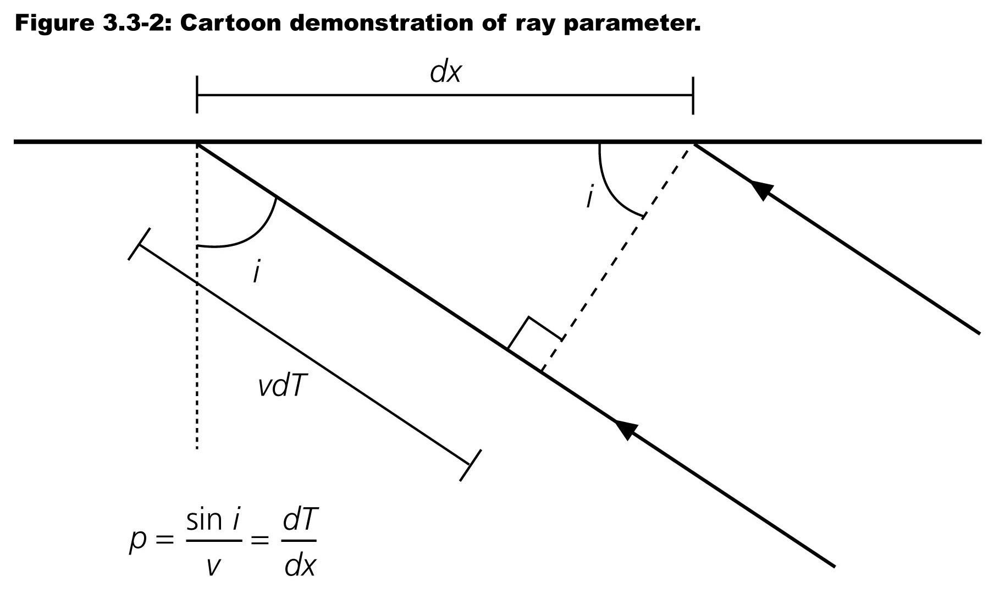 Figure 3.3-2: Cartoon demonstration of ray parameter.
dx
i
i
vdT
p = sin i / v = dT / dx